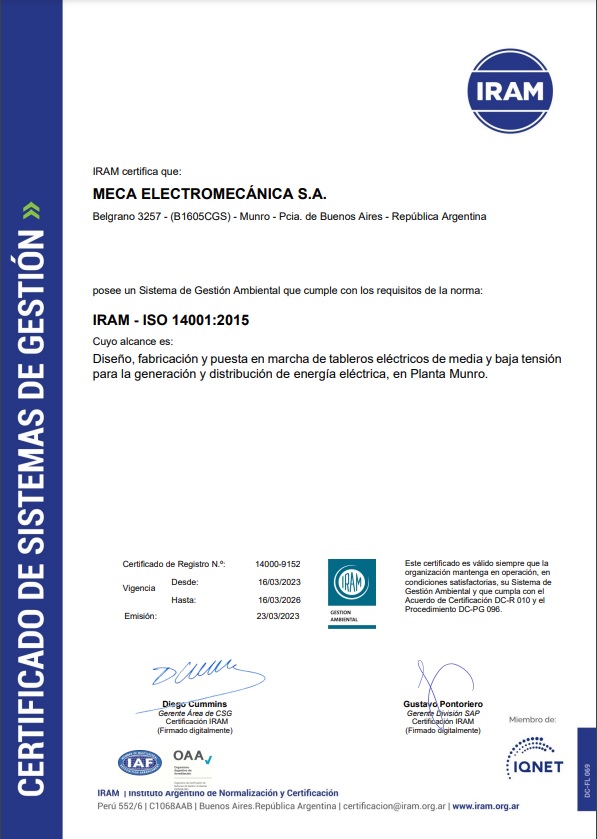 IRAM
IRAM certifica que:
MECA ELECTROMECÁNICA S.A.
Belgrano 3257 - (B1605CGS) - Munro - Pcia. de Buenos Aires - República Argentina
posee un Sistema de Gestión Ambiental que cumple con los requisitos de la norma:
IRAM - ISO 14001:2015
Cuyo alcance es:
Diseño, fabricación y puesta en marcha de tableros eléctricos de media y baja tensión
para la generación y distribución de energía eléctrica, en Planta Munro.
CERTIFICADO DE SISTEMAS DE GESTIÓN »
Certificado de Registro N.º: 14000-9152
Vigencia
Desde: 16/03/2023
Hasta: 16/03/2026
Emisión: 23/03/2023
IRAM
GESTION
AMBIENTAL
Este certificado es válido siempre que la
organización mantenga en operación, en
condiciones satisfactorias, su Sistema de
Gestión Ambiental y que cumpla con el
Acuerdo de Certificación DC-R 010 y el
Procedimiento DC-PG 096.
Diego Cummins
Gerente Área de CSG
Certificación IRAM
(Firmado digitalmente)
Gustavo Pontoriero
Gerente División SAP
Certificación IRAM
(Firmado digitalmente)
Miembro de:
IQNET
IAF
OAA
Organismo
Argentino de
Acreditación
IRAM | Instituto Argentino de Normalización y Certificación
Perú 552/6 | C1068AAB | Buenos Aires.República Argentina | certificacion@iram.org.ar | www.iram.org.ar
DC-FL 069